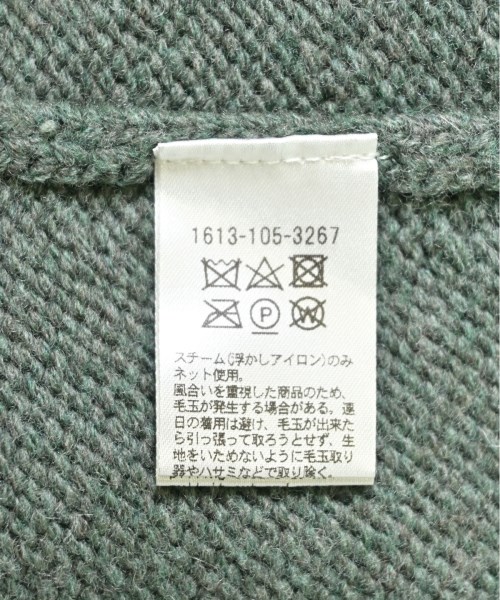 1613-105-3267
P
W
スチーム(浮かしアイロン)のみ
ネット使用。
風合いを重視した商品のため、
毛玉が発生する場合がある。連
日の着用は避け、毛玉が出来た
ら引っ張って取ろうとせず、生
地をいためないように毛玉取り
器やハサミなどで取り除く。